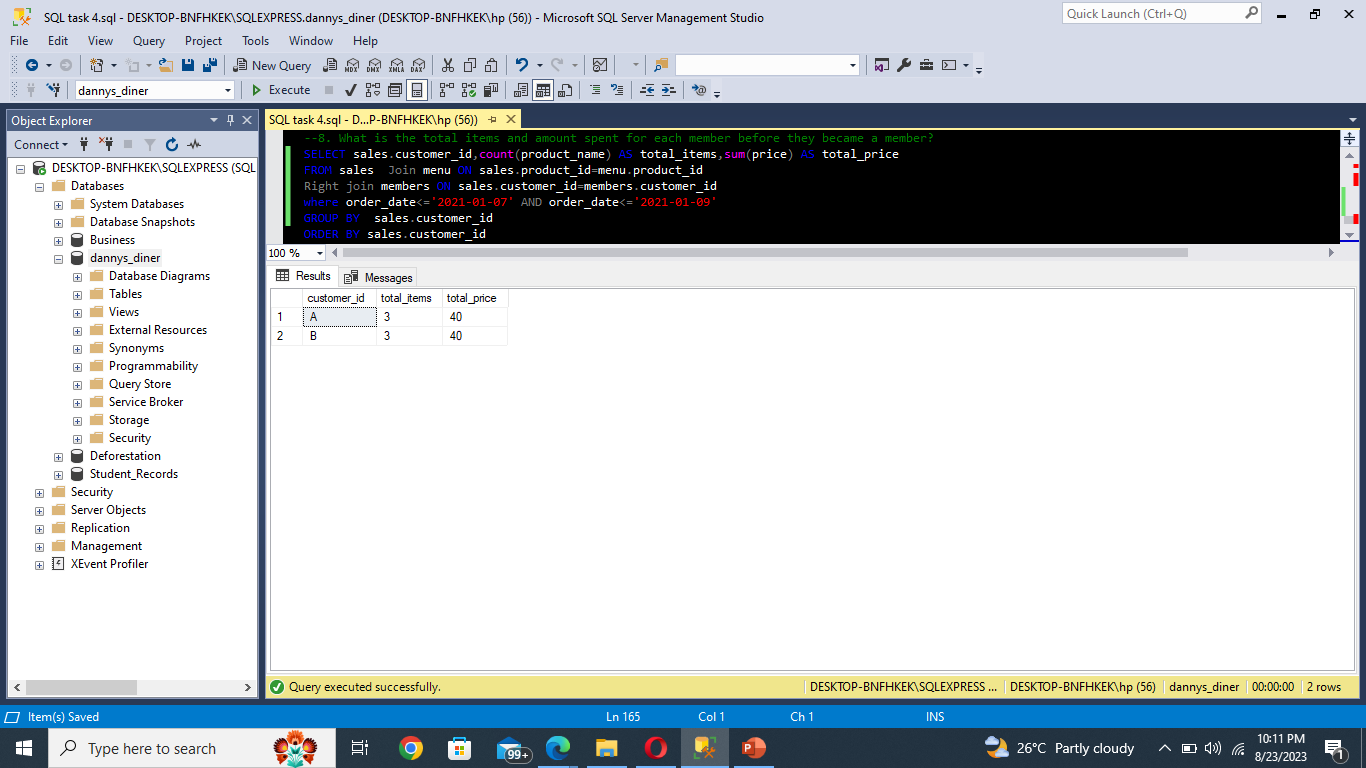 SQL task 4.sql - DESKTOP-BNFHKEK\SQLEXPRESS.dannys_diner (DESKTOP-BNFHKEK\hp (56)) - Microsoft SQL Server Management Studio
Quick Launch (Ctrl+Q)
File Edit View Query Project Tools Window Help
New Query MDX DMX XMLA DAX
dannys_diner Execute
Object Explorer
Connect
DESKTOP-BNFHKEK\SQLEXPRESS (SQL
Databases
System Databases
Database Snapshots
Business
dannys_diner
Database Diagrams
Tables
Views
External Resources
Synonyms
Programmability
Query Store
Service Broker
Storage
Security
Deforestation
Student_Records
Security
Server Objects
Replication
Management
XEvent Profiler
SQL task 4.sql - D...P-BNFHKEK\hp (56))
--8. What is the total items and amount spent for each member before they became a member?
SELECT sales.customer_id,count(product_name) AS total_items,sum(price) AS total_price
FROM sales  Join menu ON sales.product_id=menu.product_id
Right join members ON sales.customer_id=members.customer_id
where order_date<='2021-01-07' AND order_date<='2021-01-09'
GROUP BY  sales.customer_id
ORDER BY sales.customer_id
100 %
Results Messages
customer_id total_items total_price
1 A 3 40
2 B 3 40
Query executed successfully. DESKTOP-BNFHKEK\SQLEXPRESS ... DESKTOP-BNFHKEK\hp (56) dannys_diner 00:00:00 2 rows
Item(s) Saved Ln 165 Col 1 Ch 1 INS
Type here to search 99+ 26°C Partly cloudy 10:11 PM
8/23/2023 1